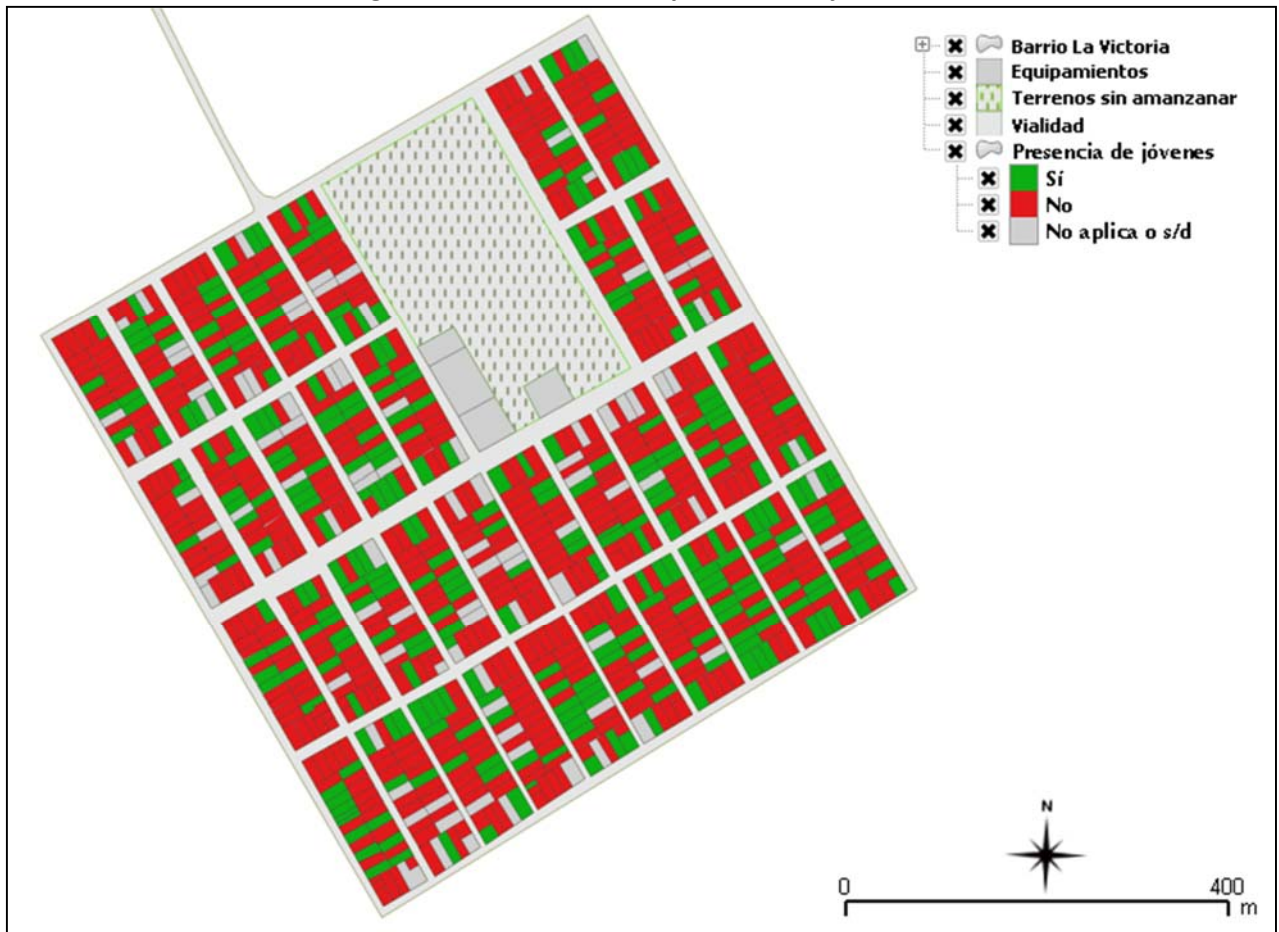 Barrio La Victoria
Equipamientos
Terrenos sin amanzanar
Vialidad
Presencia de jóvenes
Sí
No
No aplica o s/d
N
0 400
m